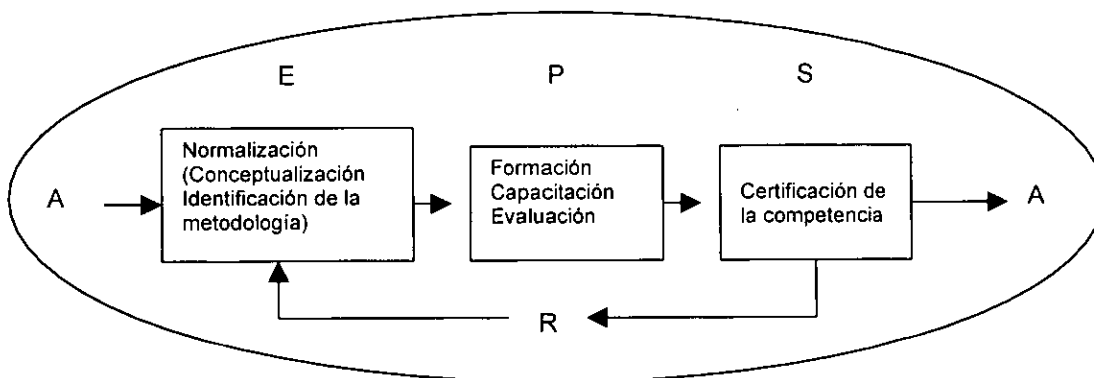 E P S
Normalización
(Conceptualización
Identificación de la
metodología)
Formación
Capacitación
Evaluación
Certificación de
la competencia
A
A
R